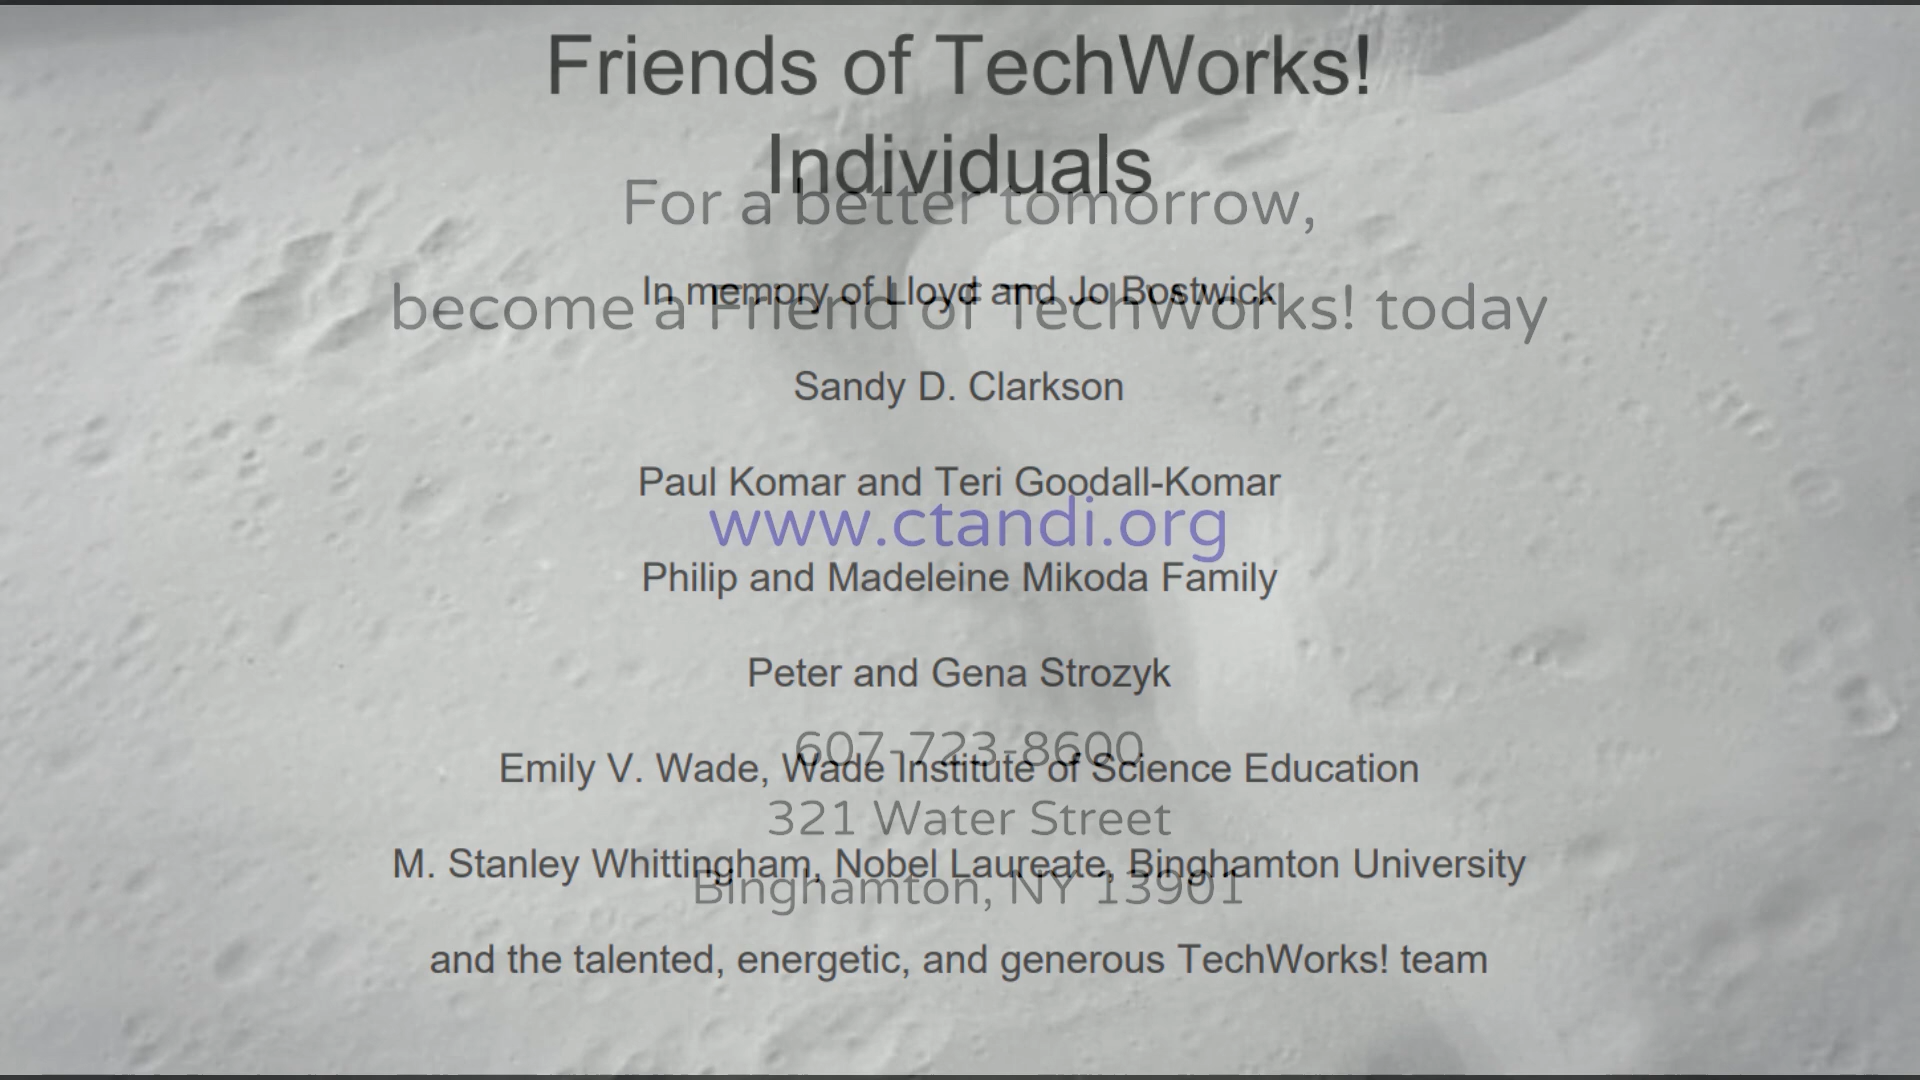 Friends of TechWorks!
Individuals
For a better tomorrow,
In memory of Lloyd and Jo Bostwick
become a Friend of TechWorks! today
Sandy D. Clarkson
Paul Komar and Teri Goodall-Komar
www.ctandi.org
Philip and Madeleine Mikoda Family
Peter and Gena Strozyk
607-723-8600
Emily V. Wade, Wade Institute of Science Education
321 Water Street
M. Stanley Whittingham, Nobel Laureate, Binghamton University
Binghamton, NY 13901
and the talented, energetic, and generous TechWorks! team